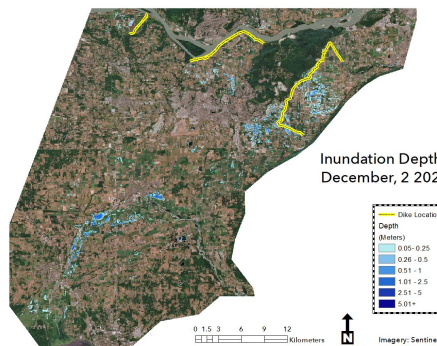 Inundation Depth
December, 2 202
Dike Locatio
Depth
(Meters)
0.05 - 0.25
0.26 - 0.5
0.51 - 1
1.01 - 2.5
2.51 - 5
5.01+
0 1.5 3 6 9 12
Kilometers
N
Imagery: Sentine